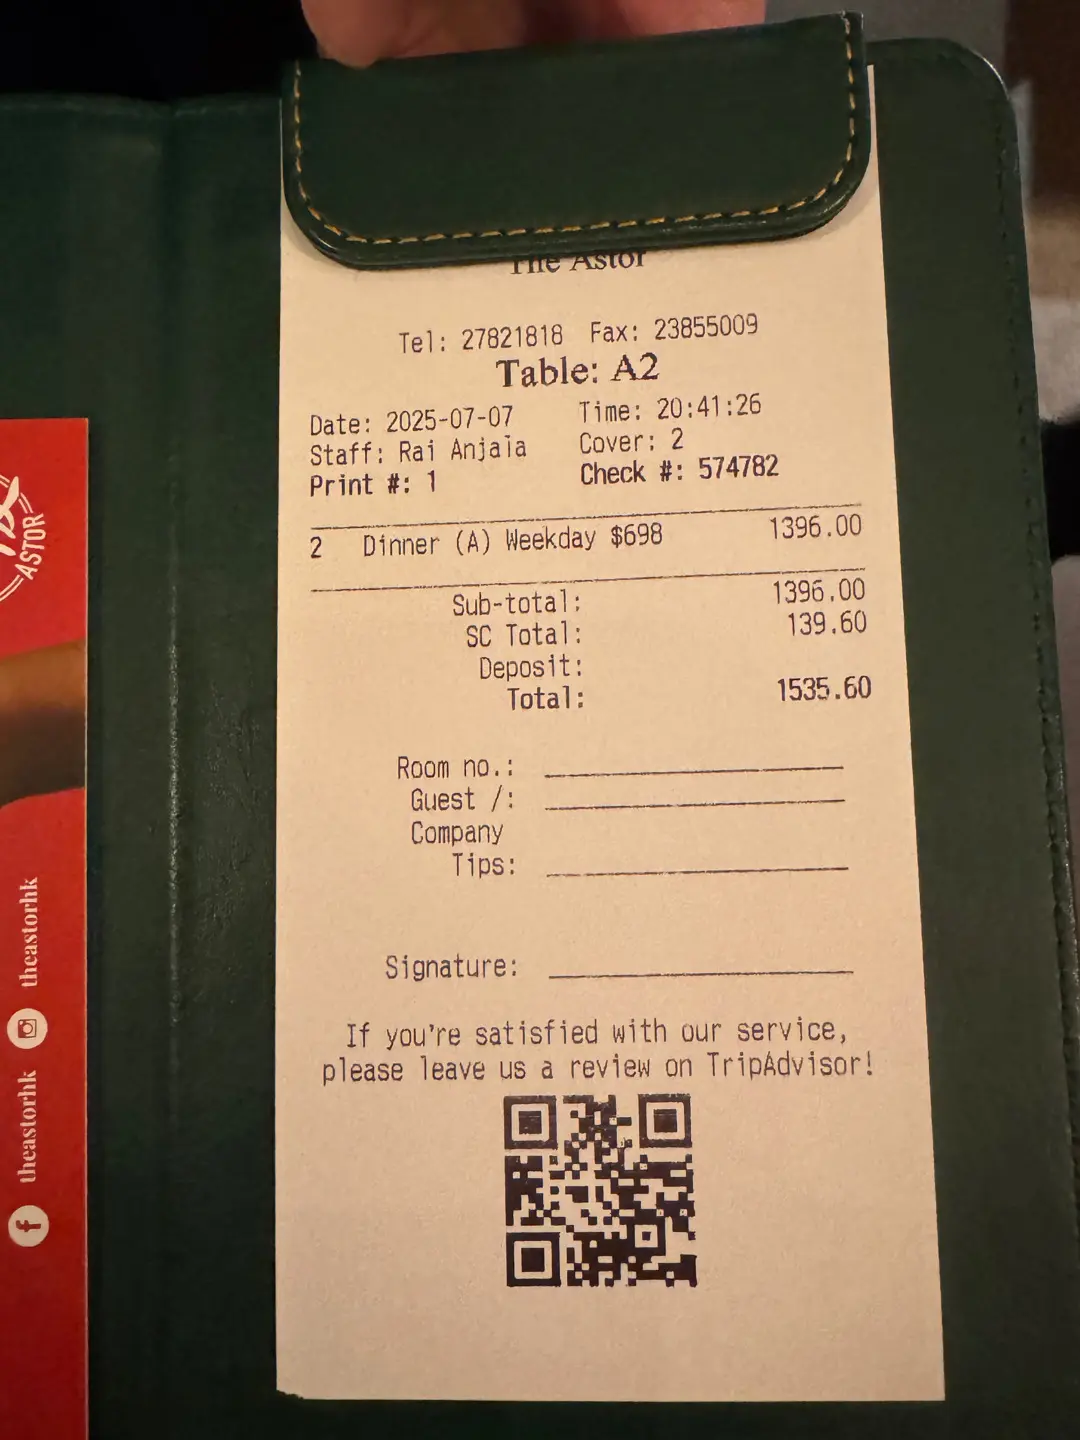 The Astor
Tel: 27821818 Fax: 23855009
Table: A2
Date: 2025-07-07 Time: 20:41:26
Staff: Rai Anjala Cover: 2
Print #: 1 Check #: 574782
2 Dinner (A) Weekday $698 1396.00
Sub-total: 1396.00
SC Total: 139.60
Deposit:
Total: 1535.60
Room no.:
Guest /:
Company
Tips:
Signature:
If you're satisfied with our service,
please leave us a review on TripAdvisor!
ASTOR
theastorhk
theastorhk